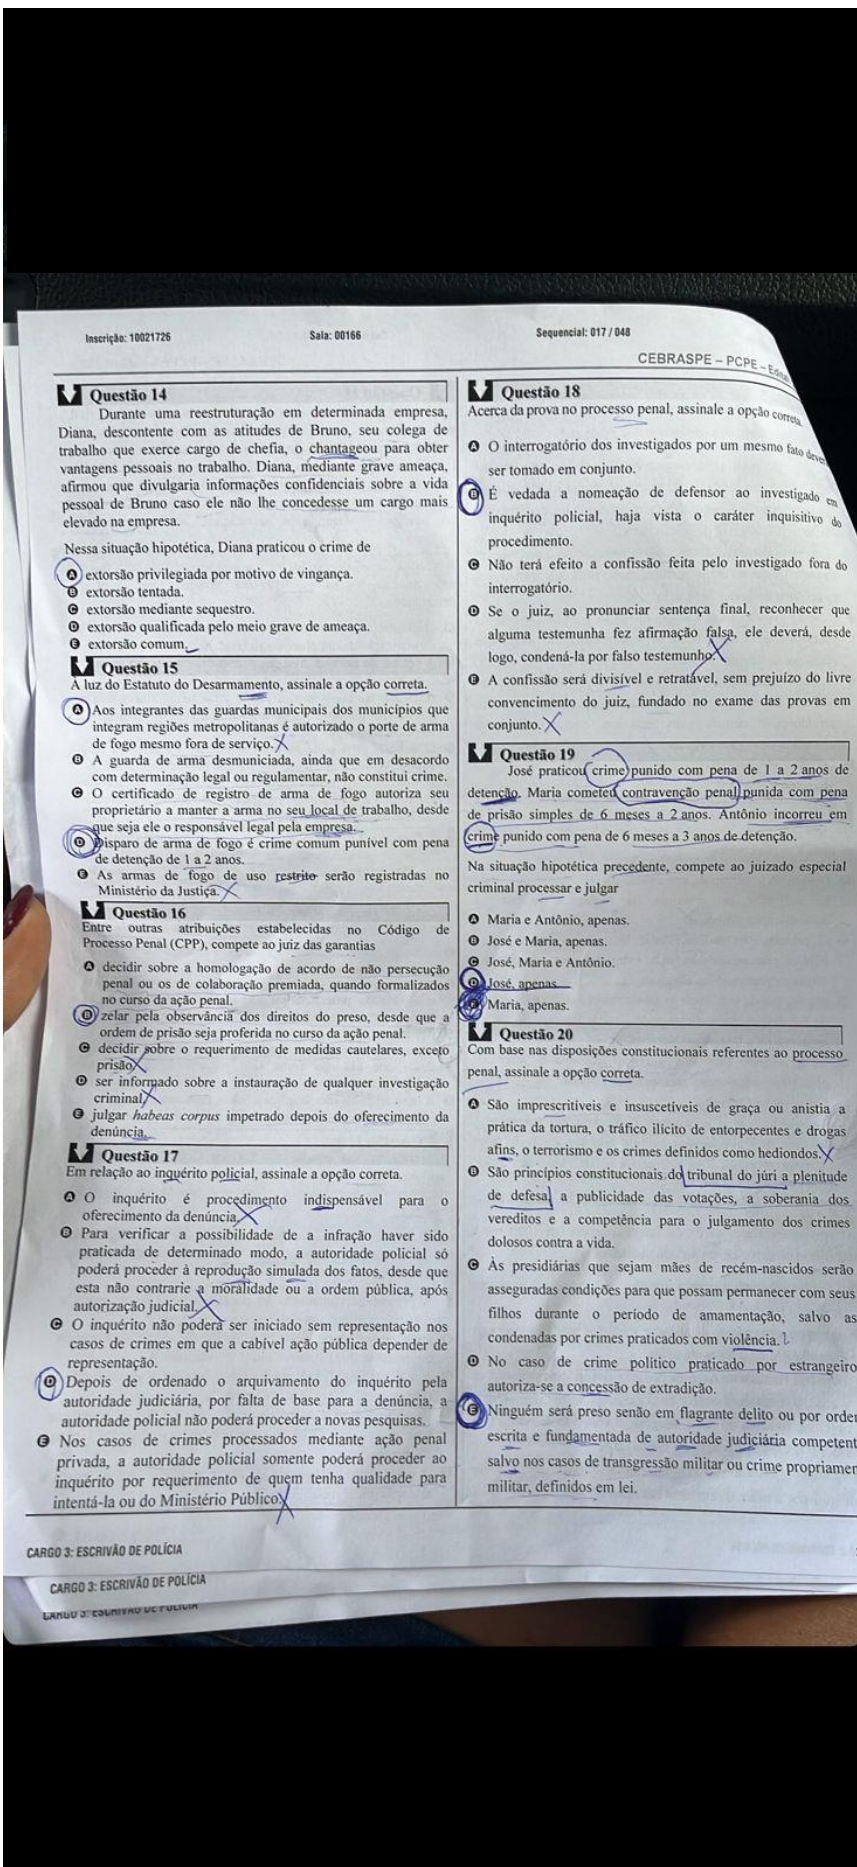 Inscrição: 10021726
Sala: 00166
Sequencial: 017 / 048
CEBRASPE – PCPE –
Questão 14
Durante uma reestruturação em determinada empresa,
Diana, descontente com as atitudes de Bruno, seu colega de
trabalho que exerce cargo de chefia, o chantageou para obter
vantagens pessoais no trabalho. Diana, mediante grave ameaça,
afirmou que divulgaria informações confidenciais sobre a vida
pessoal de Bruno caso ele não lhe concedesse um cargo mais
elevado na empresa.
Nessa situação hipotética, Diana praticou o crime de
A extorsão privilegiada por motivo de vingança.
B extorsão tentada.
C extorsão mediante sequestro.
D extorsão qualificada pelo meio grave de ameaça.
E extorsão comum.
Questão 15
À luz do Estatuto do Desarmamento, assinale a opção correta.
A Aos integrantes das guardas municipais dos municípios que
integram regiões metropolitanas é autorizado o porte de arma
de fogo mesmo fora de serviço.
B A guarda de arma desmuniciada, ainda que em desacordo
com determinação legal ou regulamentar, não constitui crime.
C O certificado de registro de arma de fogo autoriza seu
proprietário a manter a arma no seu local de trabalho, desde
que seja ele o responsável legal pela empresa.
D Disparo de arma de fogo é crime comum punível com pena
de detenção de 1 a 2 anos.
E As armas de fogo de uso restrito serão registradas no
Ministério da Justiça.
Questão 16
Entre outras atribuições estabelecidas no Código de
Processo Penal (CPP), compete ao juiz das garantias
A decidir sobre a homologação de acordo de não persecução
penal ou os de colaboração premiada, quando formalizados
no curso da ação penal.
B zelar pela observância dos direitos do preso, desde que a
ordem de prisão seja proferida no curso da ação penal.
C decidir sobre o requerimento de medidas cautelares, exceto
prisão.
D ser informado sobre a instauração de qualquer investigação
criminal.
E julgar habeas corpus impetrado depois do oferecimento da
denúncia.
Questão 17
Em relação ao inquérito policial, assinale a opção correta.
A O inquérito é procedimento indispensável para o
oferecimento da denúncia.
B Para verificar a possibilidade de a infração haver sido
praticada de determinado modo, a autoridade policial só
poderá proceder à reprodução simulada dos fatos, desde que
esta não contrarie a moralidade ou a ordem pública, após
autorização judicial.
C O inquérito não poderá ser iniciado sem representação nos
casos de crimes em que a cabível ação pública depender de
representação.
D Depois de ordenado o arquivamento do inquérito pela
autoridade judiciária, por falta de base para a denúncia, a
autoridade policial não poderá proceder a novas pesquisas.
E Nos casos de crimes processados mediante ação penal
privada, a autoridade policial somente poderá proceder ao
inquérito por requerimento de quem tenha qualidade para
intentá-la ou do Ministério Público.
Questão 18
Acerca da prova no processo penal, assinale a opção correta.
A O interrogatório dos investigados por um mesmo fato
ser tomado em conjunto.
B É vedada a nomeação de defensor ao investigado em
inquérito policial, haja vista o caráter inquisitivo do
procedimento.
C Não terá efeito a confissão feita pelo investigado fora do
interrogatório.
D Se o juiz, ao pronunciar sentença final, reconhecer que
alguma testemunha fez afirmação falsa, ele deverá, desde
logo, condená-la por falso testemunho.
E A confissão será divisível e retratável, sem prejuízo do livre
convencimento do juiz, fundado no exame das provas em
conjunto.
Questão 19
José praticou crime punido com pena de 1 a 2 anos de
detenção. Maria cometeu contravenção penal punida com pena
de prisão simples de 6 meses a 2 anos. Antônio incorreu em
crime punido com pena de 6 meses a 3 anos de detenção.
Na situação hipotética precedente, compete ao juizado especial
criminal processar e julgar
A Maria e Antônio, apenas.
B José e Maria, apenas.
C José, Maria e Antônio.
D José, apenas.
E Maria, apenas.
Questão 20
Com base nas disposições constitucionais referentes ao processo
penal, assinale a opção correta.
A São imprescritíveis e insuscetíveis de graça ou anistia a
prática da tortura, o tráfico ilícito de entorpecentes e drogas
afins, o terrorismo e os crimes definidos como hediondos.
B São princípios constitucionais do tribunal do júri a plenitude
de defesa, a publicidade das votações, a soberania dos
vereditos e a competência para o julgamento dos crimes
dolosos contra a vida.
C Às presidiárias que sejam mães de recém-nascidos serão
asseguradas condições para que possam permanecer com seus
filhos durante o período de amamentação, salvo as
condenadas por crimes praticados com violência.
D No caso de crime político praticado por estrangeiro
autoriza-se a concessão de extradição.
E Ninguém será preso senão em flagrante delito ou por
escrita e fundamentada de autoridade judiciária
salvo nos casos de transgressão militar ou crime
militar, definidos em lei.
CARGO 3: ESCRIVÃO DE POLÍCIA
CARGO 3: ESCRIVÃO DE POLÍCIA
CARGO 3: ESCRIVÃO DE POLÍCIA